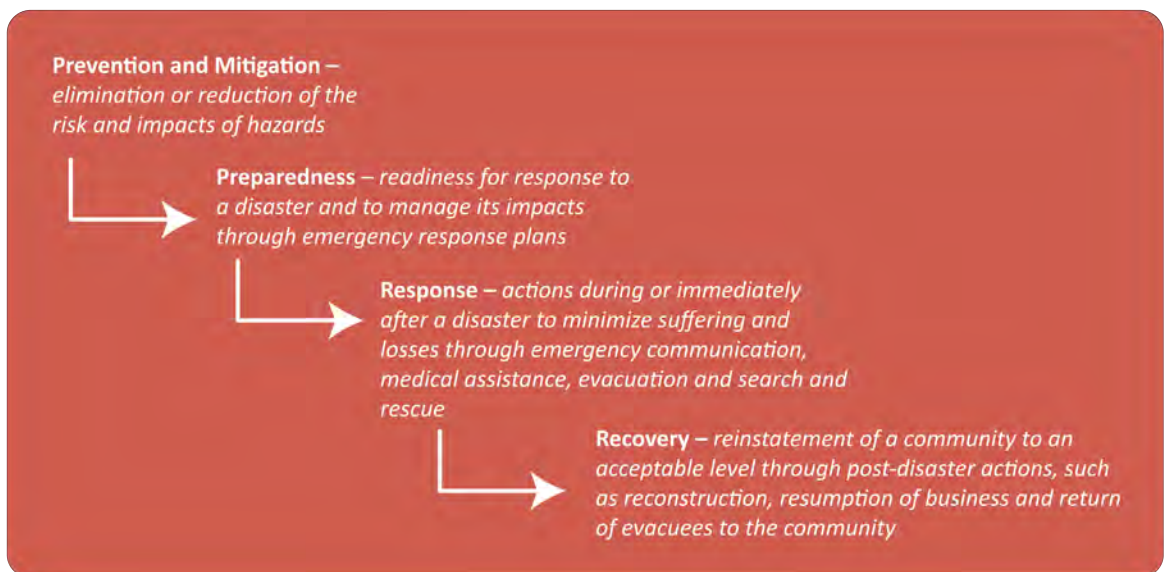 Prevention and Mitigation –
elimination or reduction of the
risk and impacts of hazards
Preparedness – readiness for response to
a disaster and to manage its impacts
through emergency response plans
Response – actions during or immediately
after a disaster to minimize suffering and
losses through emergency communication,
medical assistance, evacuation and search and
rescue
Recovery – reinstatement of a community to an
acceptable level through post-disaster actions, such
as reconstruction, resumption of business and return
of evacuees to the community